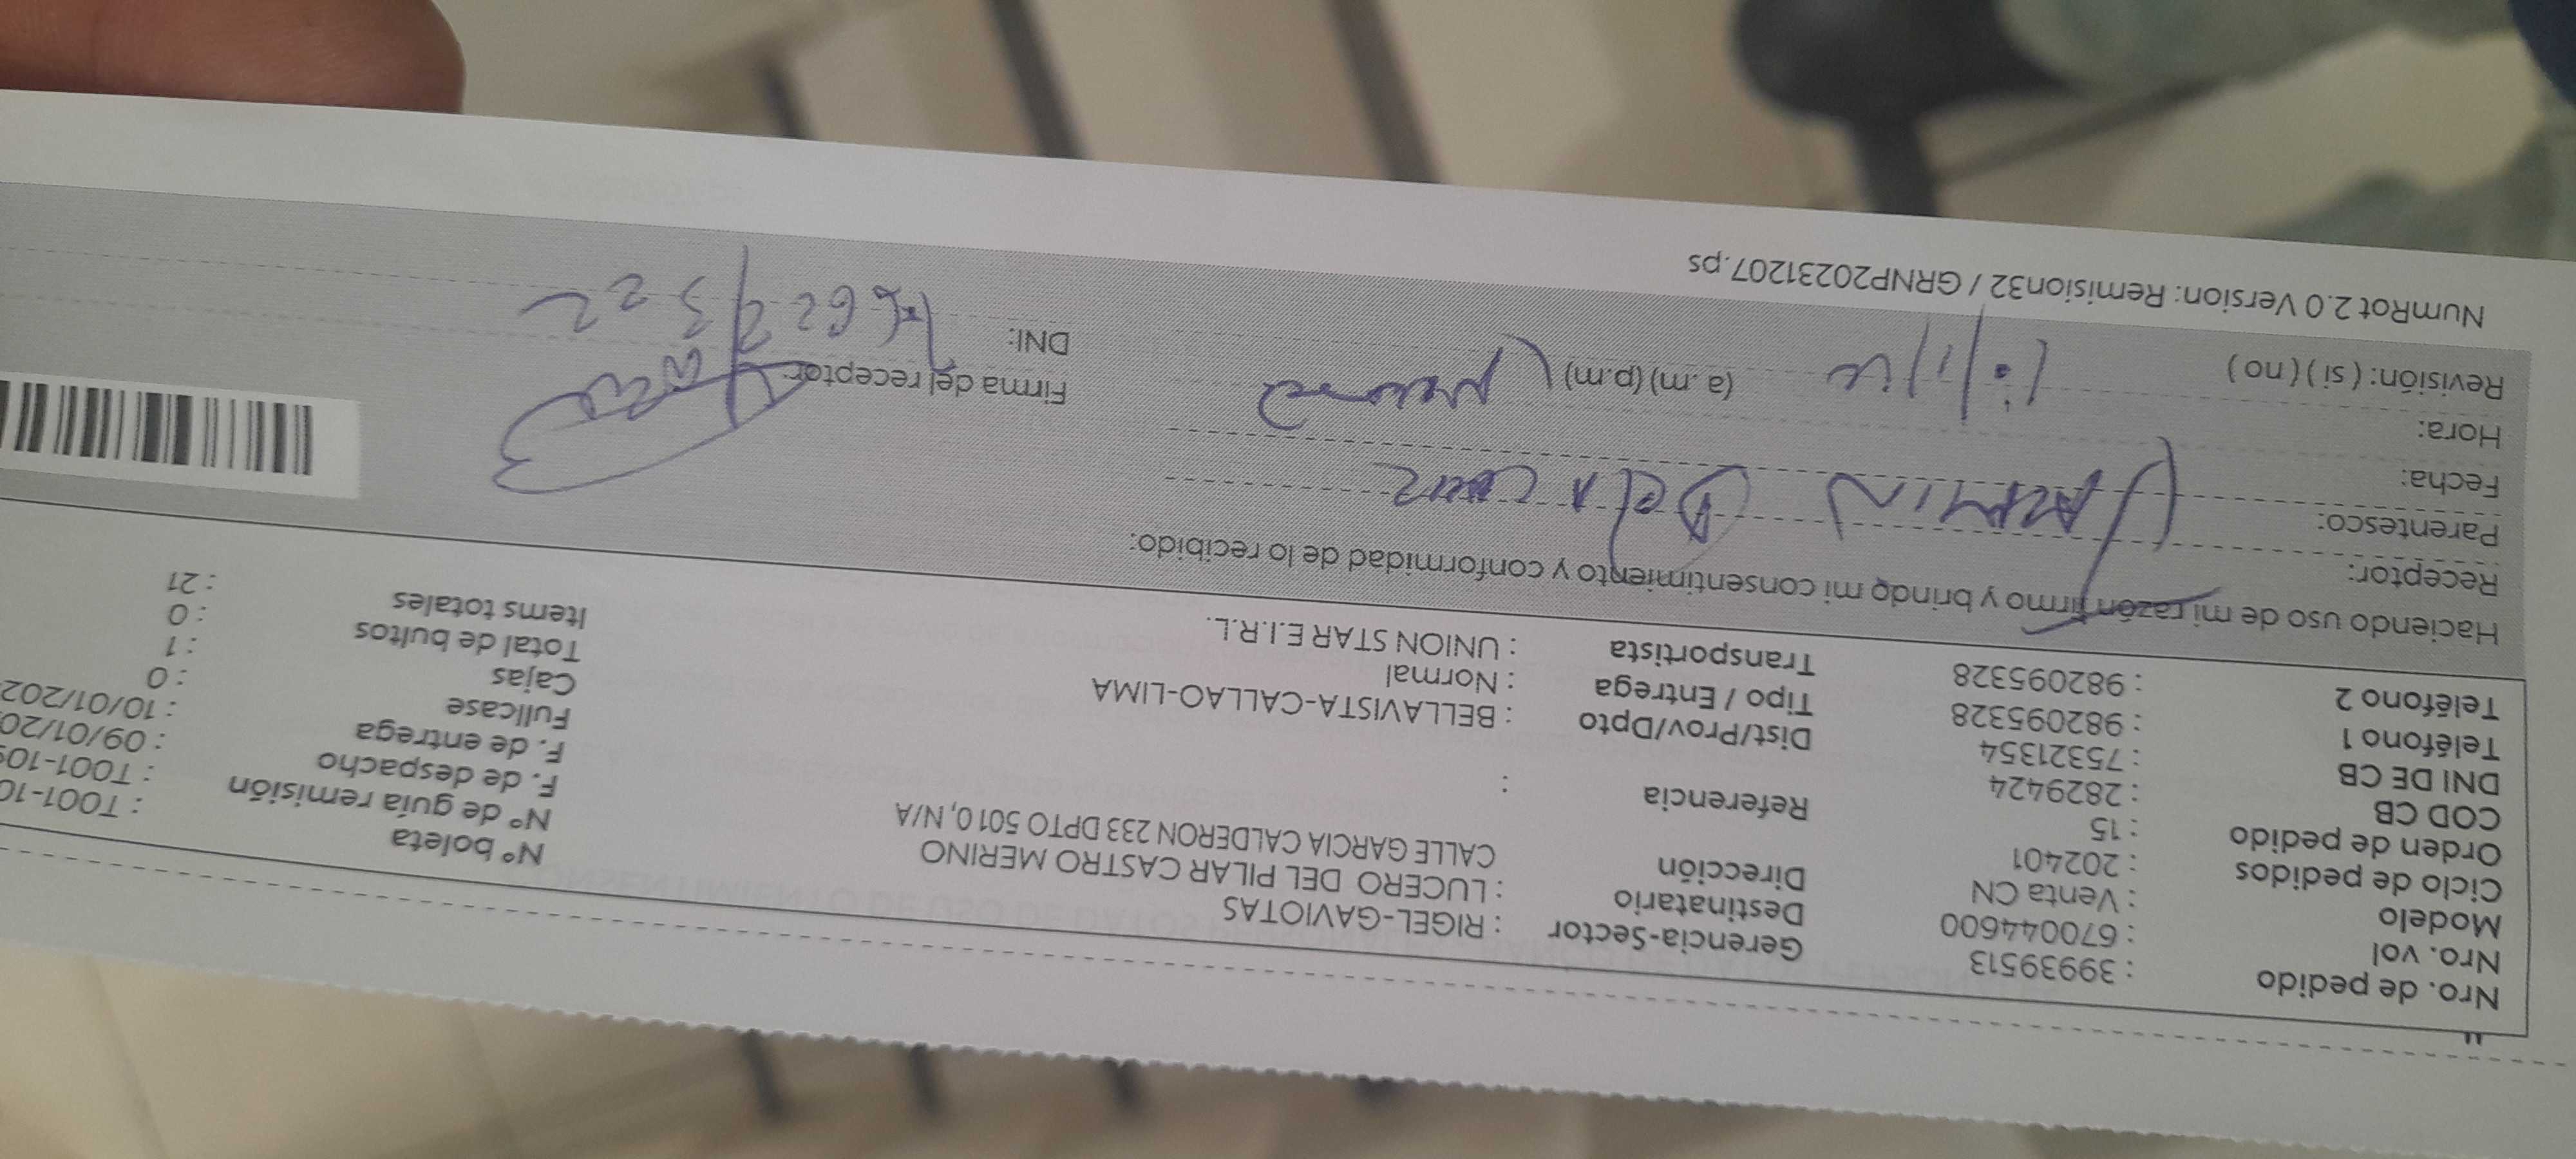 Nro. de pedido : 39939513
Nro. vol : 670044600
Modelo : Venta CN
Ciclo de pedidos : 202401
Orden de pedido : 15
COD CB : 2829424
DNI DE CB : 75321354
Teléfono 1 : 982095328
Teléfono 2 : 982095328
Gerencia-Sector : RIGEL-GAVIOTAS
Destinatario : LUCERO DEL PILAR CASTRO MERINO
Dirección CALLE GARCIA CALDERON 233 DPTO 5010, N/A
Referencia :
Dist/Prov/Dpto : BELLAVISTA-CALLAO-LIMA
Tipo / Entrega : Normal
Transportista : UNION STAR E.I.R.L.
Nº boleta : T001-10
Nº de guía remisión : T001-109
F. de despacho : 09/01/20
F. de entrega : 10/01/202
Fullcase : 0
Cajas : 1
Total de bultos : 0
Items totales : 21
Haciendo uso de mi razón firmo y brindo mi consentimiento y conformidad de lo recibido:
Receptor:
Parentesco:
Fecha:
Hora: (a.m)(p.m)
Revisión: ( si ) ( no )
Firma del receptor:
DNI:
NumRot 2.0 Version: Remision32 / GRNP20231207.ps